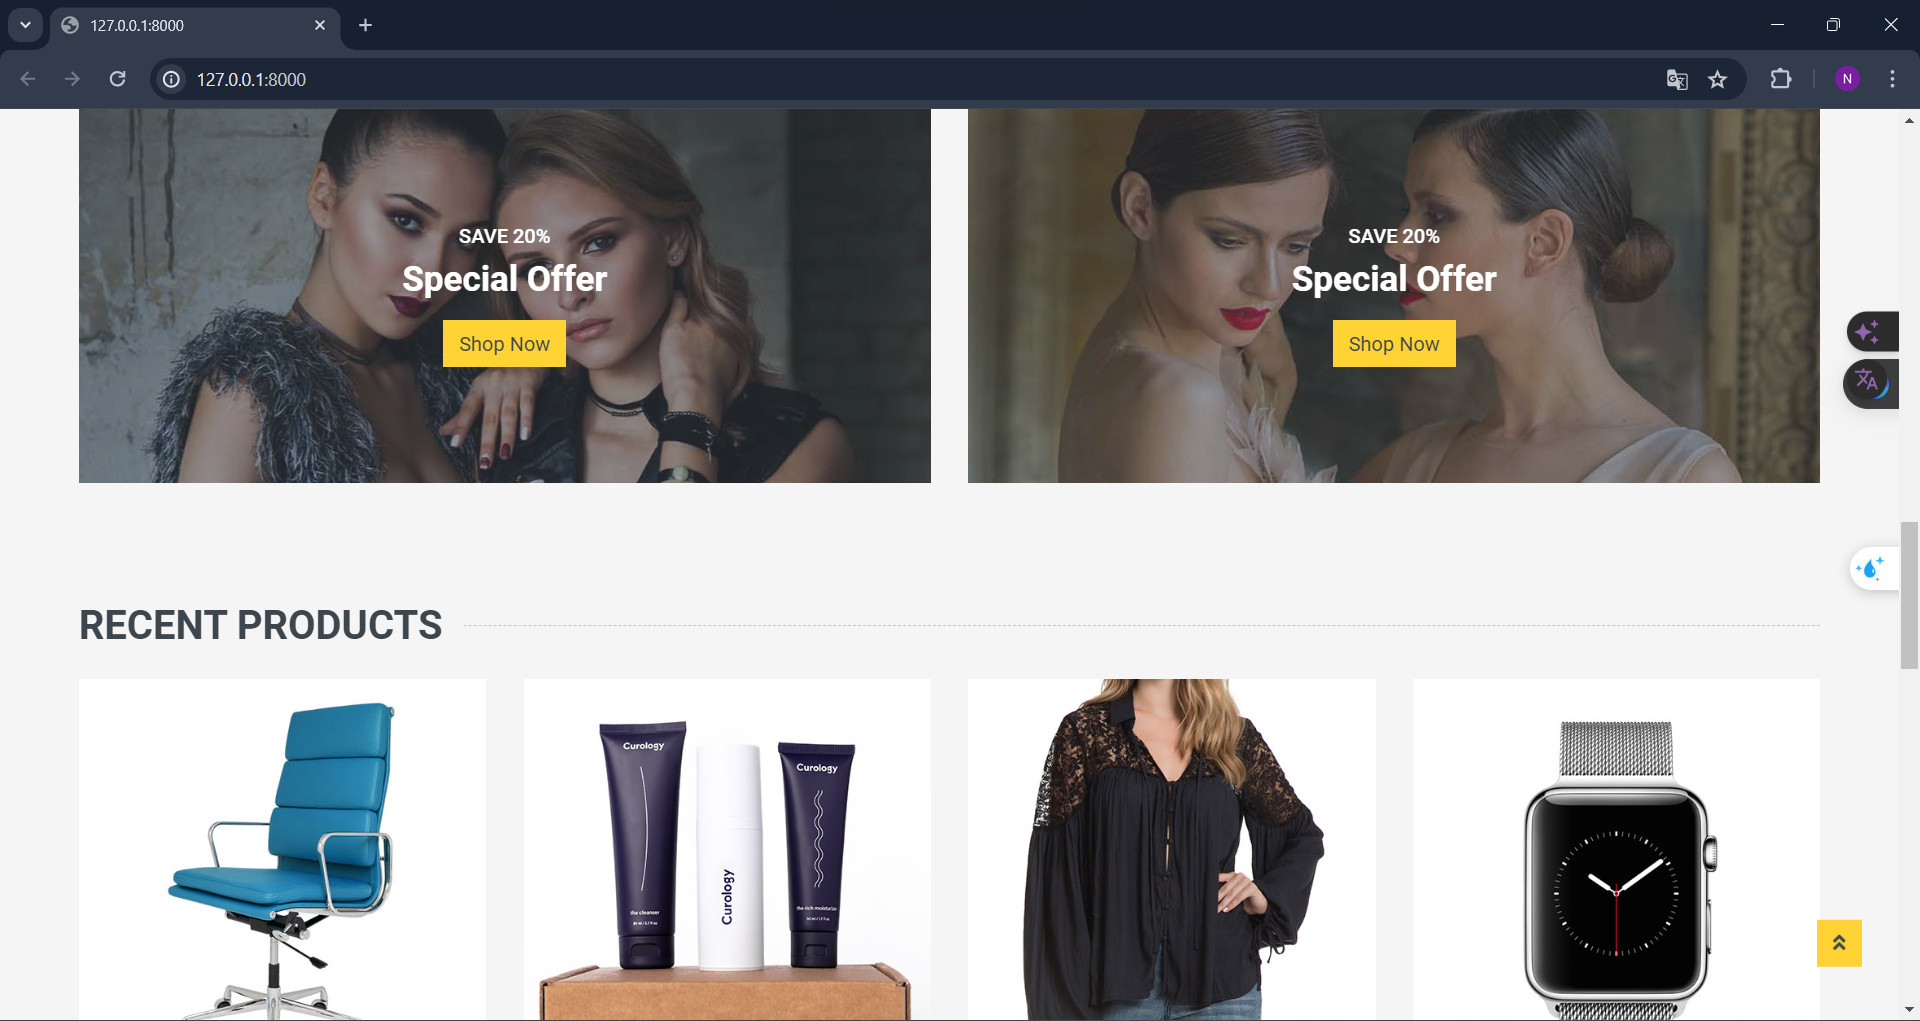 127.0.0.1:8000
127.0.0.1:8000
N
SAVE 20%
Special Offer
Shop Now
SAVE 20%
Special Offer
Shop Now
RECENT PRODUCTS
Curology
the cleanser
Curology
Curology
the rich moisturizer